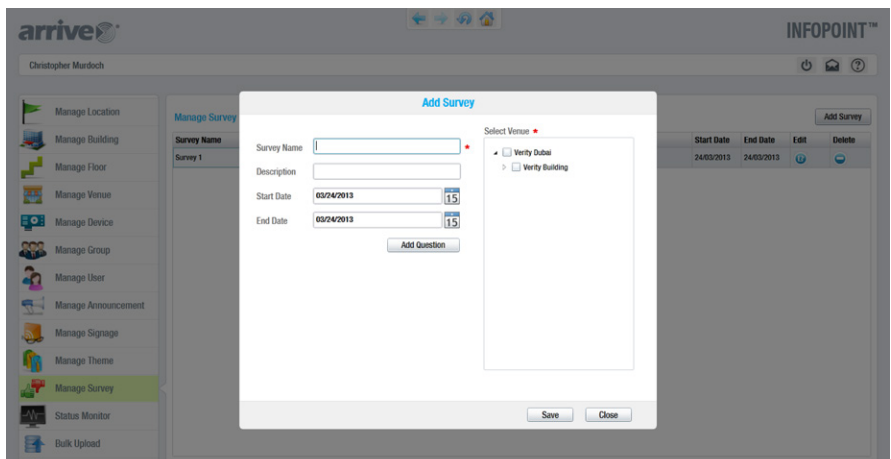 arrive
INFOPOINT™
Christopher Murdoch
Manage Location
Manage Building
Manage Floor
Manage Venue
Manage Device
Manage Group
Manage User
Manage Announcement
Manage Signage
Manage Theme
Manage Survey
Status Monitor
Bulk Upload
Manage Survey
Add Survey
Survey Name
Start Date
End Date
Edit
Delete
Survey 1
24/03/2013
24/03/2013
Add Survey
Survey Name
*
Description
Start Date
03/24/2013
15
End Date
03/24/2013
15
Add Question
Select Venue *
Verity Dubai
Verity Building
Save
Close